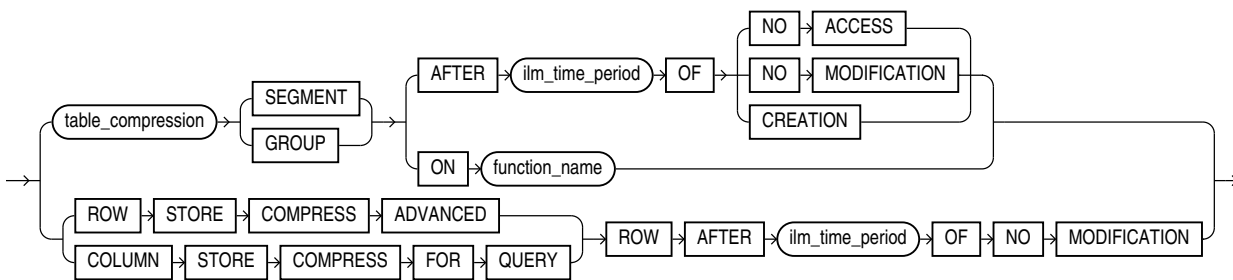 NO ACCESS
AFTER ilm_time_period OF NO MODIFICATION
SEGMENT
table_compression
GROUP
CREATION
ON function_name
ROW STORE COMPRESS ADVANCED
ROW AFTER ilm_time_period OF NO MODIFICATION
COLUMN STORE COMPRESS FOR QUERY